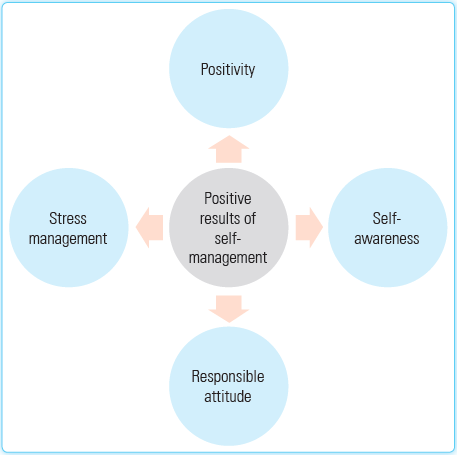 Positivity
Stress
management
Positive
results of
self-
management
Self-
awareness
Responsible
attitude